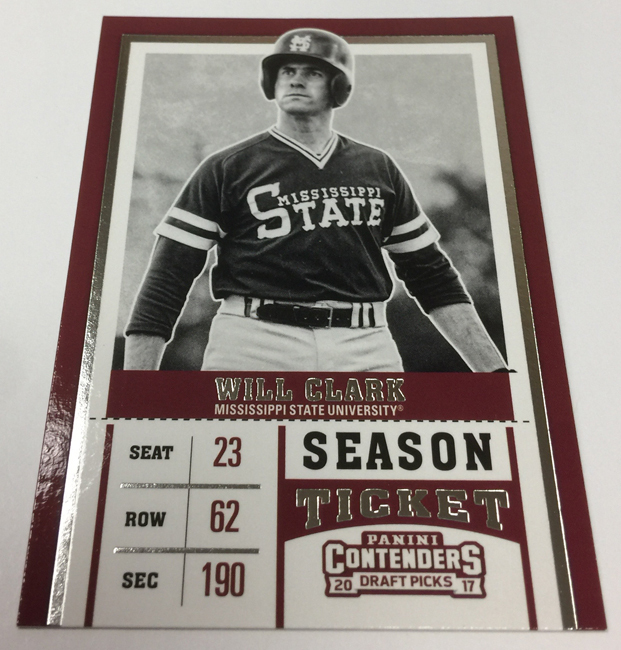 MS
MISSISSIPPI
STATE
WILL CLARK
MISSISSIPPI STATE UNIVERSITY®
SEAT 23
ROW 62
SEC 190
SEASON
TICKET
PANINI
CONTENDERS
20 DRAFT PICKS 17